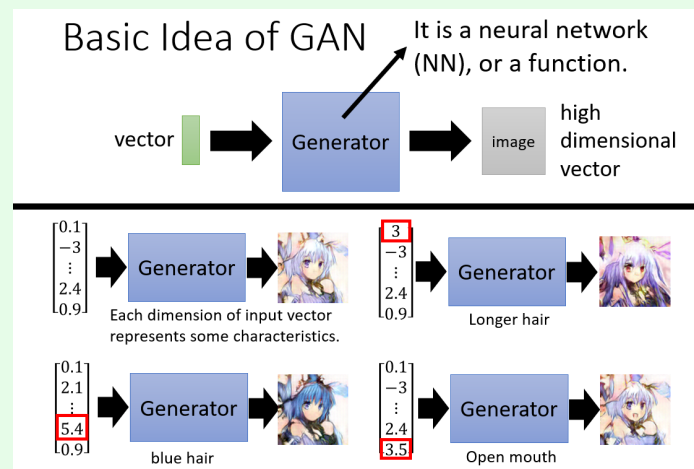 Basic Idea of GAN
It is a neural network
(NN), or a function.
vector
Generator
image
high
dimensional
vector
0.1
−3
⋮
2.4
0.9
Generator
Each dimension of input vector
represents some characteristics.
3
−3
⋮
2.4
0.9
Generator
Longer hair
0.1
2.1
⋮
5.4
0.9
Generator
blue hair
0.1
−3
⋮
2.4
3.5
Generator
Open mouth